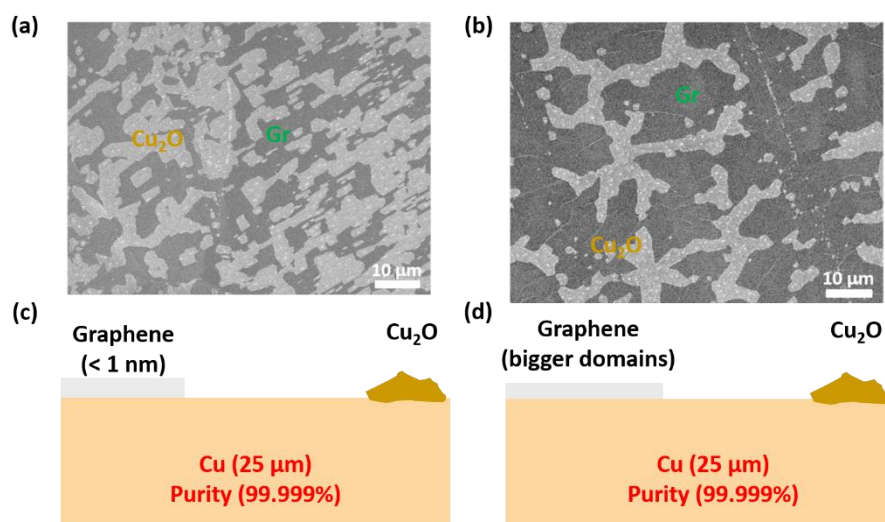 (a)
Cu₂O
Gr
10 µm
(b)
Gr
Cu₂O
10 µm
(c)
Graphene
(< 1 nm)
Cu₂O
Cu (25 µm)
Purity (99.999%)
(d)
Graphene
(bigger domains)
Cu₂O
Cu (25 µm)
Purity (99.999%)